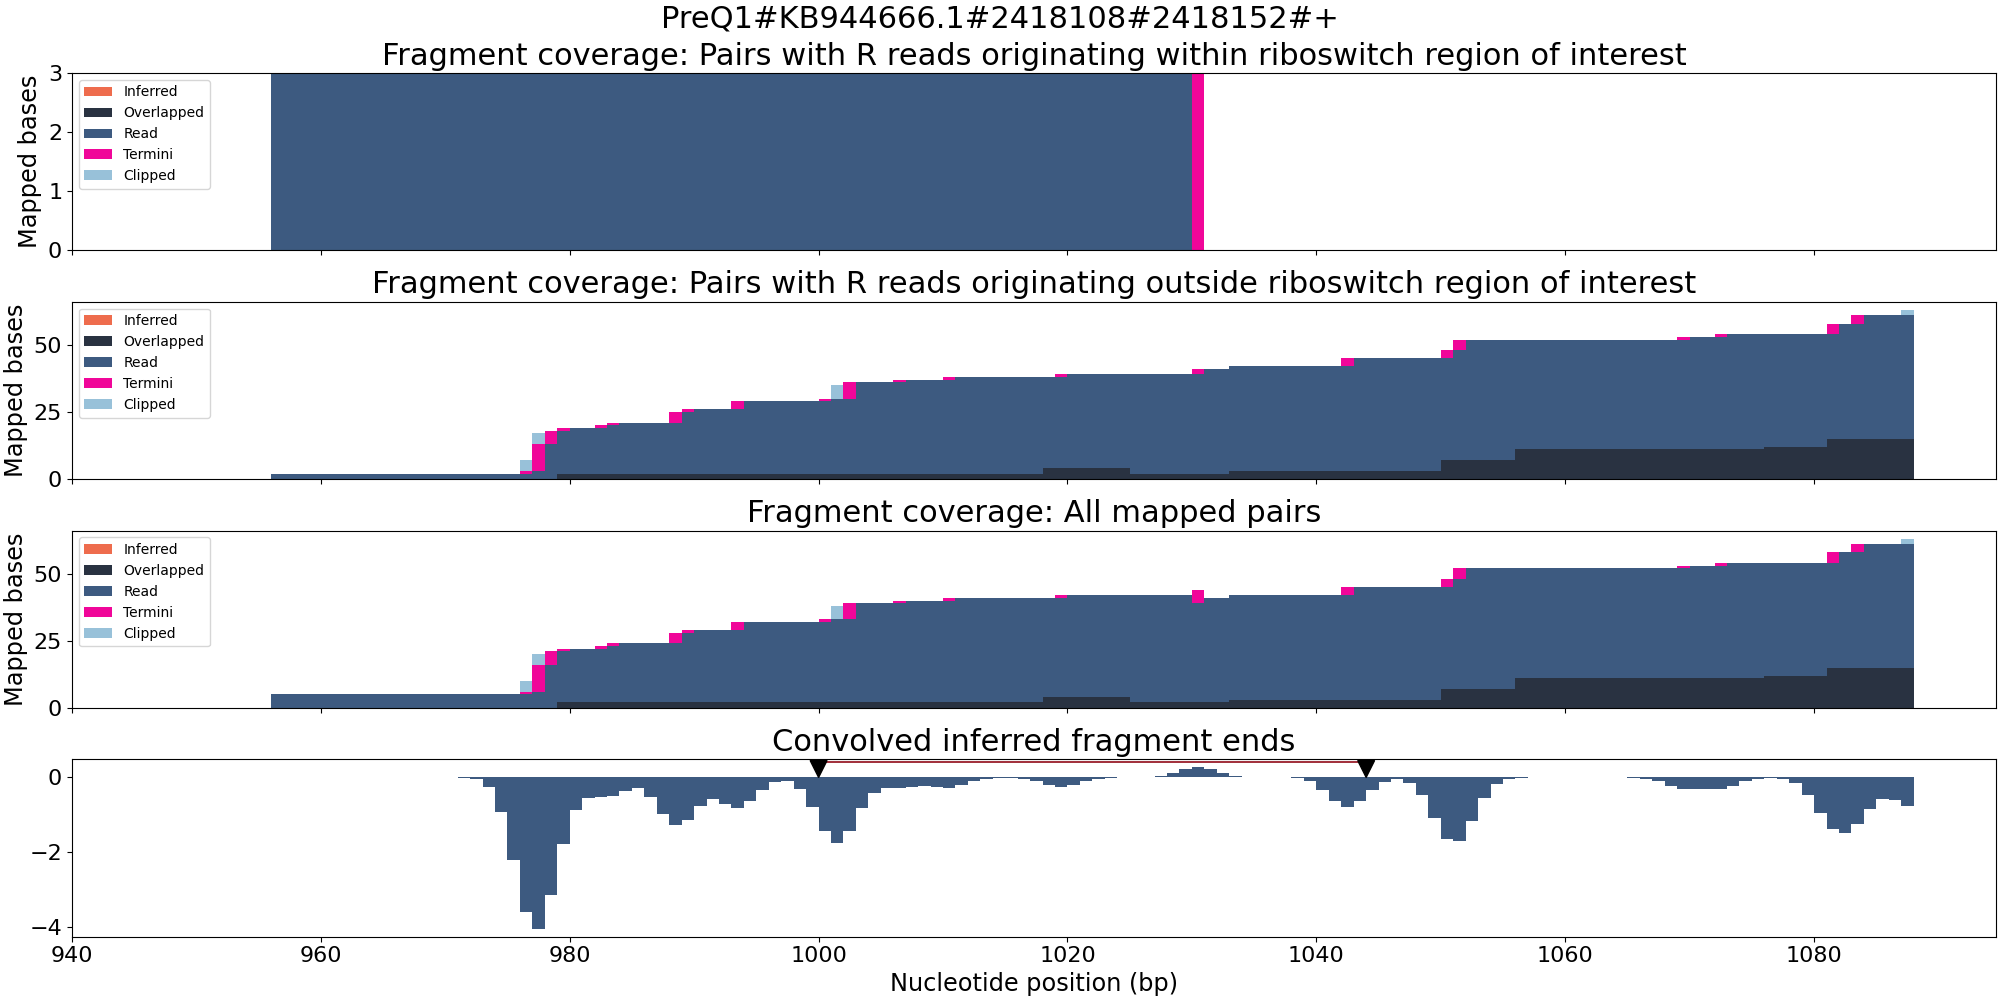 PreQ1#KB944666.1#2418108#2418152#+
Fragment coverage: Pairs with R reads originating within riboswitch region of interest
Mapped bases
3
2
1
0
Inferred
Overlapped
Read
Termini
Clipped
Fragment coverage: Pairs with R reads originating outside riboswitch region of interest
Mapped bases
50
25
0
Inferred
Overlapped
Read
Termini
Clipped
Fragment coverage: All mapped pairs
Mapped bases
50
25
0
Inferred
Overlapped
Read
Termini
Clipped
Convolved inferred fragment ends
0
−2
−4
940 960 980 1000 1020 1040 1060 1080
Nucleotide position (bp)